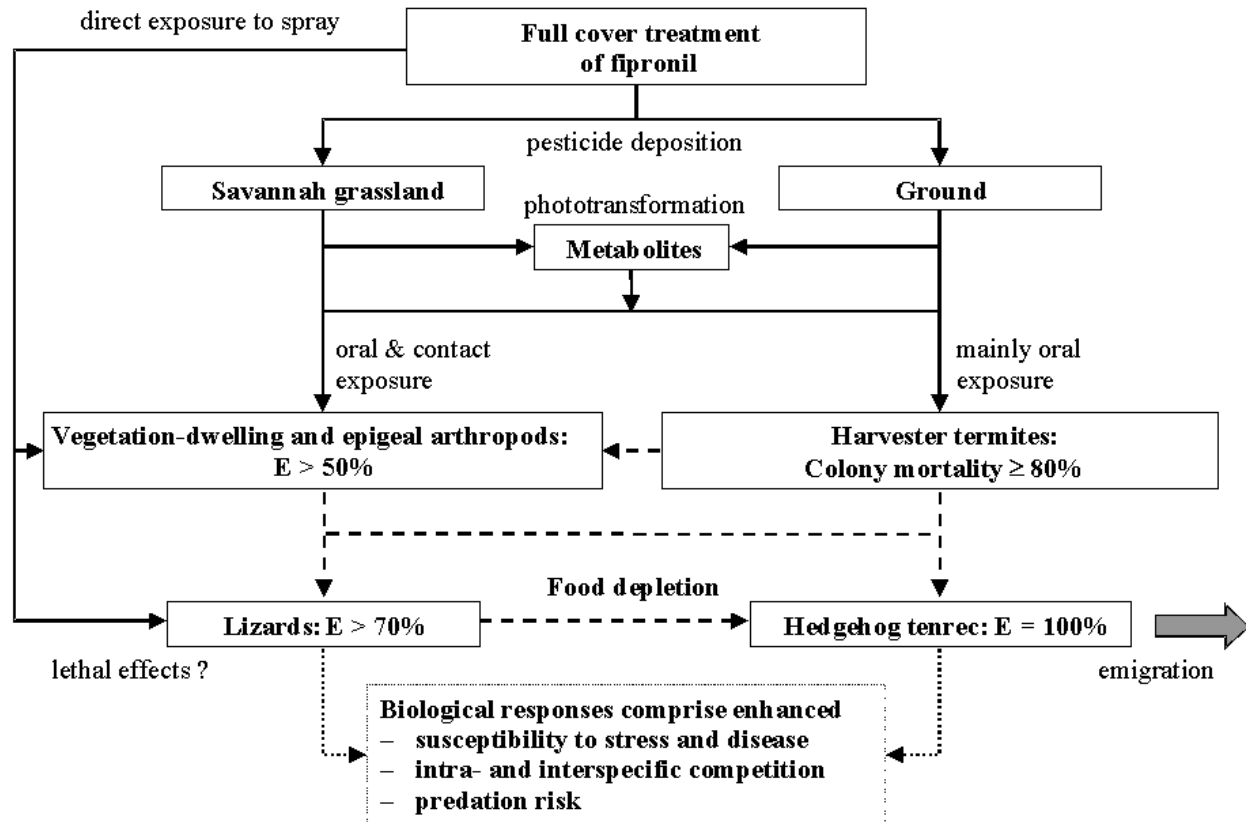 direct exposure to spray
Full cover treatment
of fipronil
pesticide deposition
Savannah grassland
Ground
phototransformation
Metabolites
oral & contact
exposure
mainly oral
exposure
Vegetation-dwelling and epigeal arthropods:
E > 50%
Harvester termites:
Colony mortality ≥ 80%
Food depletion
Lizards: E > 70%
Hedgehog tenrec: E = 100%
lethal effects ?
emigration
Biological responses comprise enhanced
– susceptibility to stress and disease
– intra- and interspecific competition
– predation risk